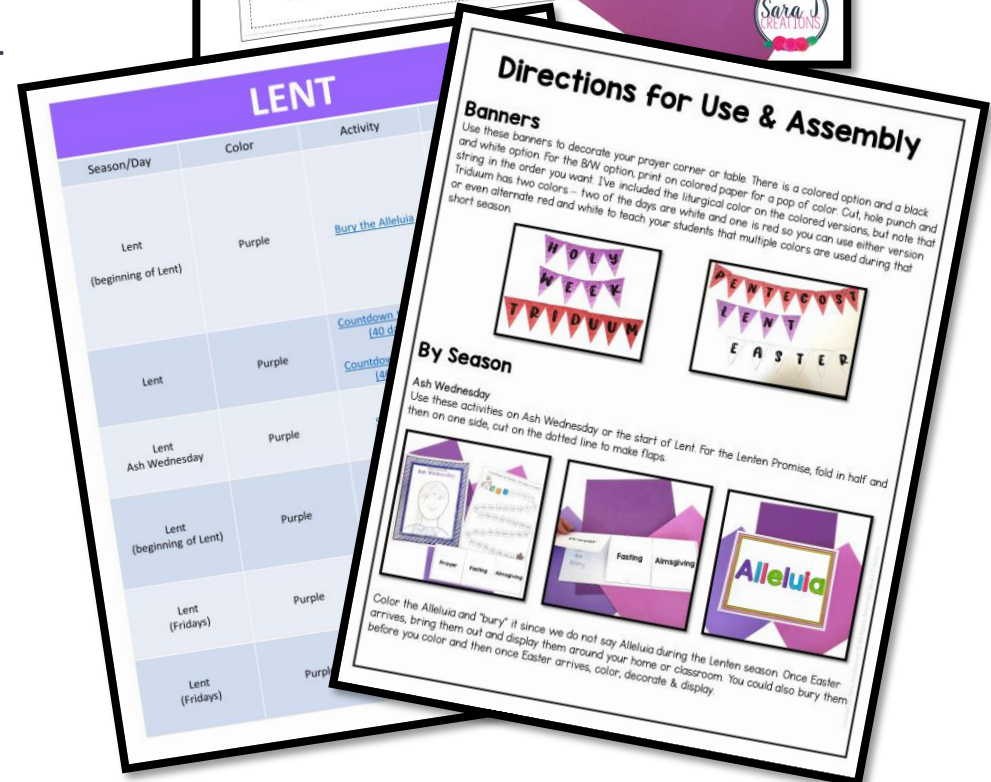 Sara J
CREATIONS
LENT
Season/Day
Color
Activity
Lent
(beginning of Lent)
Purple
Bury the Alleluia
Lent
Purple
Countdown
(40
Countdow
Lent
Ash Wednesday
Purple
Lent
(beginning of Lent)
Purple
Lent
(Fridays)
Purple
Lent
(Fridays)
Purpl
Directions for Use & Assembly
Banners
Use these banners to decorate your prayer corner or table. There is a colored option and a black
and white option. For the B/W option, print on colored paper for a pop of color. Cut, hole punch and
string in the order you want. I've included the liturgical color on the colored versions, but note that
Triduum has two colors – two of the days are white and one is red so you can use either version
or even alternate red and white to teach your students that multiple colors are used during that
short season.
HOLY
WEEK
TRIDUUM
PENTECOST
LENT
EASTER
By Season
Ash Wednesday
Use these activities on Ash Wednesday or the start of Lent. For the Lenten Promise, fold in half and
then on one side, cut on the dotted line to make flaps.
Ash Wednesday
Prayer
Fasting
Almsgiving
Fasting
Almsgiving
Alleluia
Color the Alleluia and "bury" it since we do not say Alleluia during the Lenten season. Once Easter
arrives, bring them out and display them around your home or classroom. You could also bury them
before you color and then once Easter arrives, color, decorate & display.